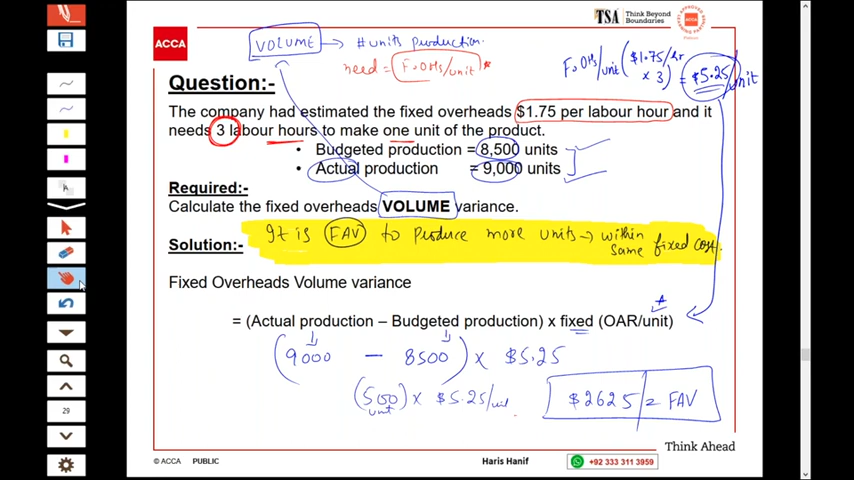 TSA Think Beyond Boundaries
ACCA
VOLUME → # units production.
need = F.OHs/unit *
F.OHs/unit ($1.75/hr x 3) = $5.25/unit
Question:-
The company had estimated the fixed overheads $1.75 per labour hour and it
needs 3 labour hours to make one unit of the product.
• Budgeted production = 8,500 units
• Actual production = 9,000 units
Required:-
Calculate the fixed overheads VOLUME variance.
It is FAV to produce more units → within same fixed cost.
Solution:-
Fixed Overheads Volume variance
= (Actual production – Budgeted production) x fixed (OAR/unit)
(9000 – 8500) x $5.25
(500 unit) x $5.25/unit
$2625 = FAV
29
Think Ahead
© ACCA PUBLIC
Haris Hanif
+92 333 311 3959